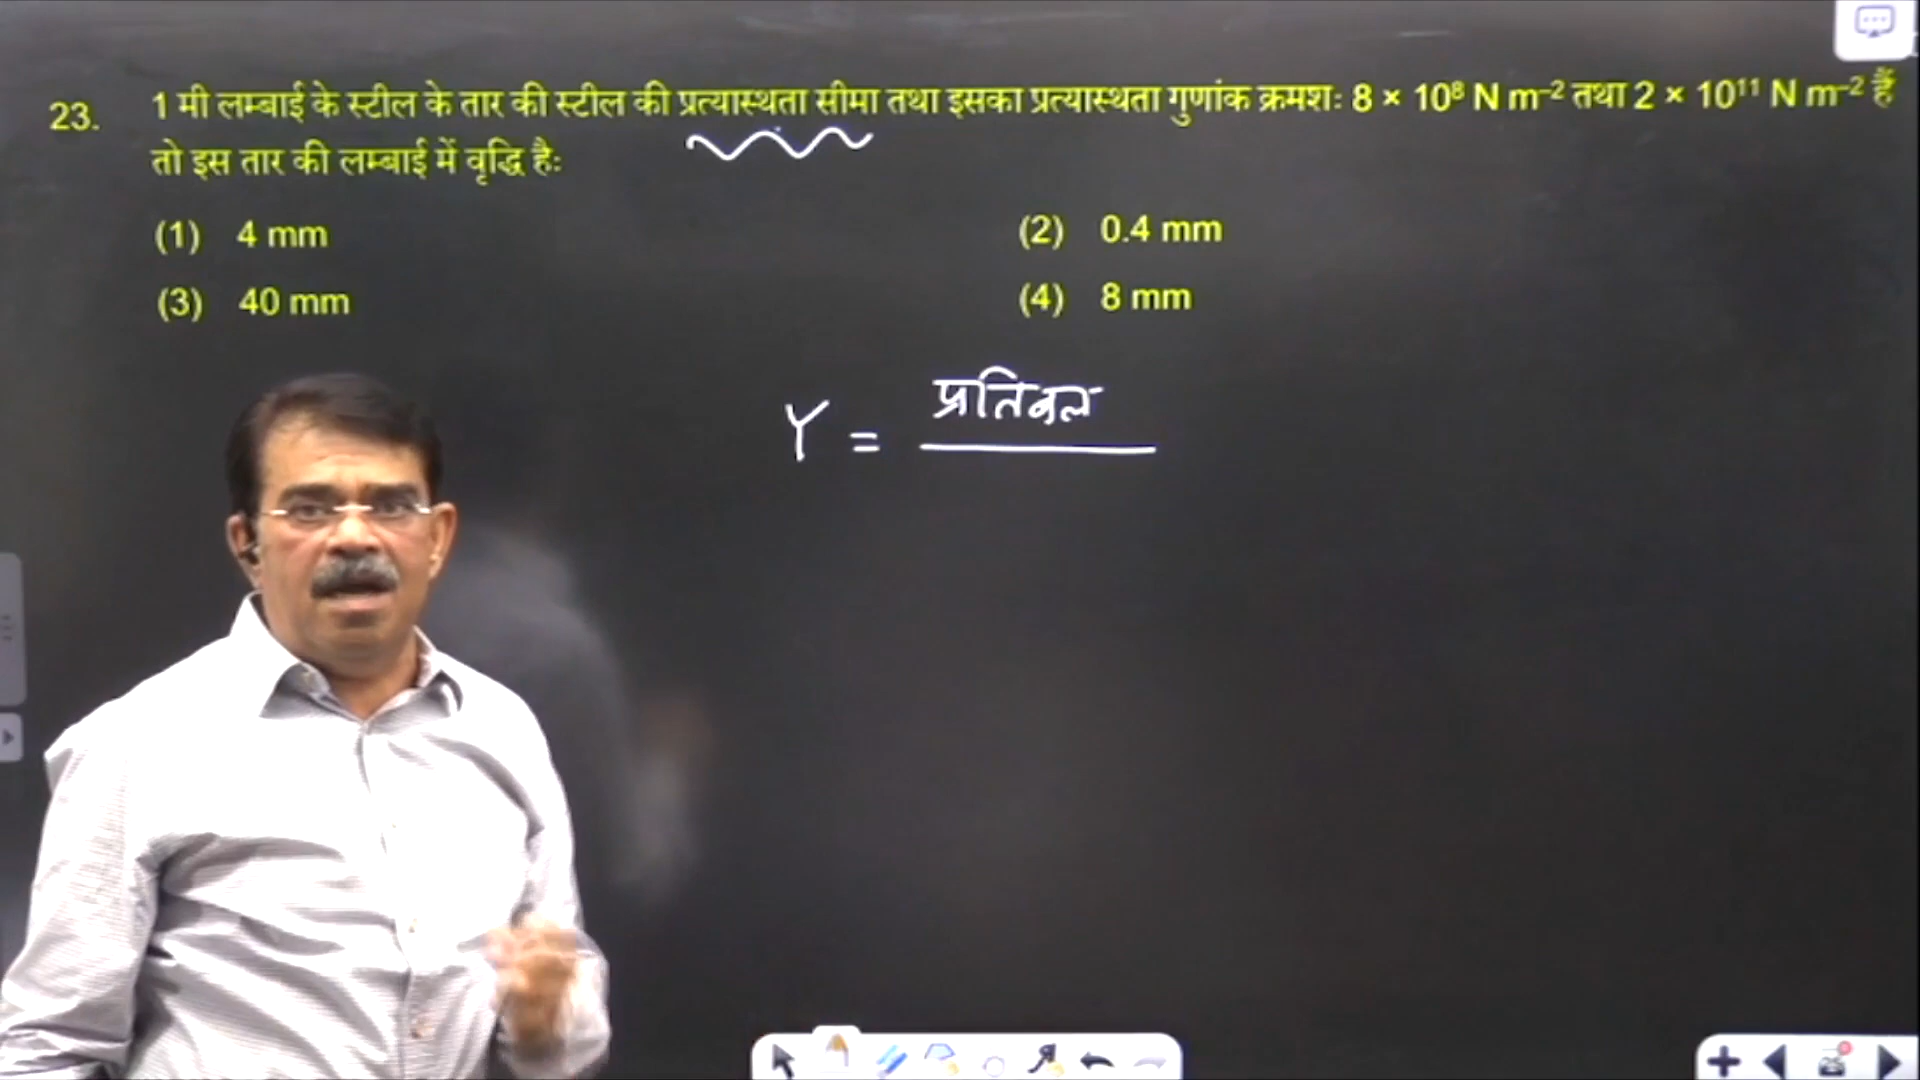 23. 1 मी लम्बाई के स्टील के तार की स्टील की प्रत्यास्थता सीमा तथा इसका प्रत्यास्थता गुणांक क्रमशः 8 × 10⁸ N m⁻² तथा 2 × 10¹¹ N m⁻² हैं
तो इस तार की लम्बाई में वृद्धि है:
(1) 4 mm (2) 0.4 mm
(3) 40 mm (4) 8 mm
Y = प्रतिबल